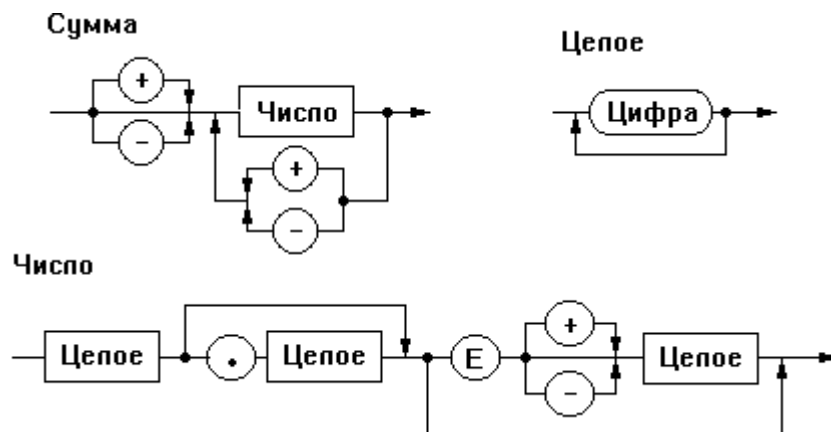 Сумма
Целое
+
Число
Цифра
-
+
-
Число
+
Целое
.
Целое
E
Целое
-